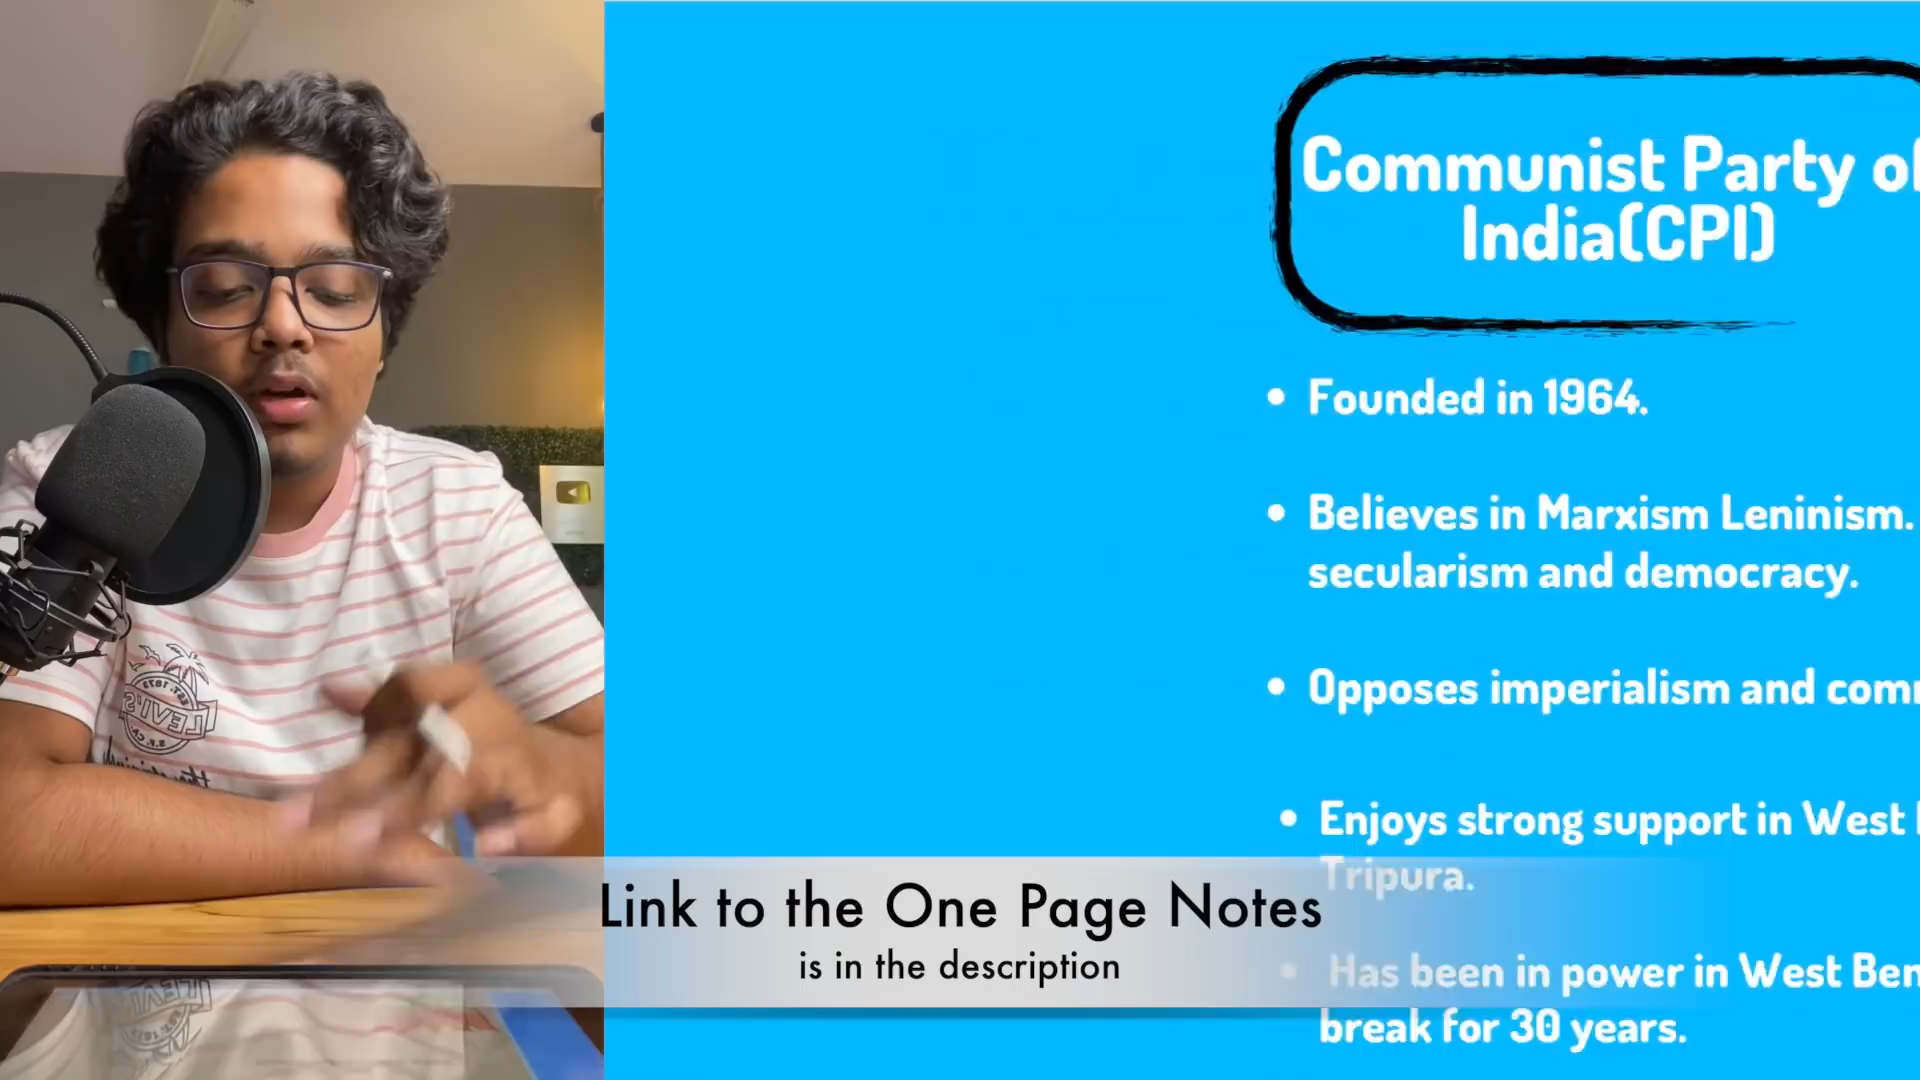 Communist Party of
India(CPI)
• Founded in 1964.
• Believes in Marxism Leninism.
secularism and democracy.
• Opposes imperialism and
• Enjoys strong support in West
Tripura.
• Has been in power in West
break for 30 years.
Link to the One Page Notes
is in the description
LEVI'S